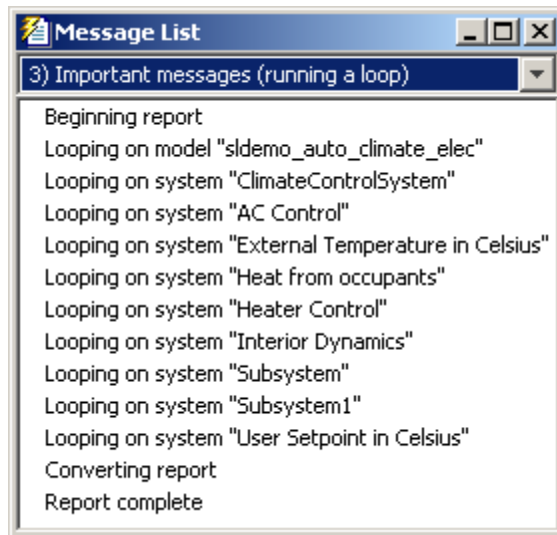 Message List
3) Important messages (running a loop)
Beginning report
Looping on model "sldemo_auto_climate_elec"
Looping on system "ClimateControlSystem"
Looping on system "AC Control"
Looping on system "External Temperature in Celsius"
Looping on system "Heat from occupants"
Looping on system "Heater Control"
Looping on system "Interior Dynamics"
Looping on system "Subsystem"
Looping on system "Subsystem1"
Looping on system "User Setpoint in Celsius"
Converting report
Report complete